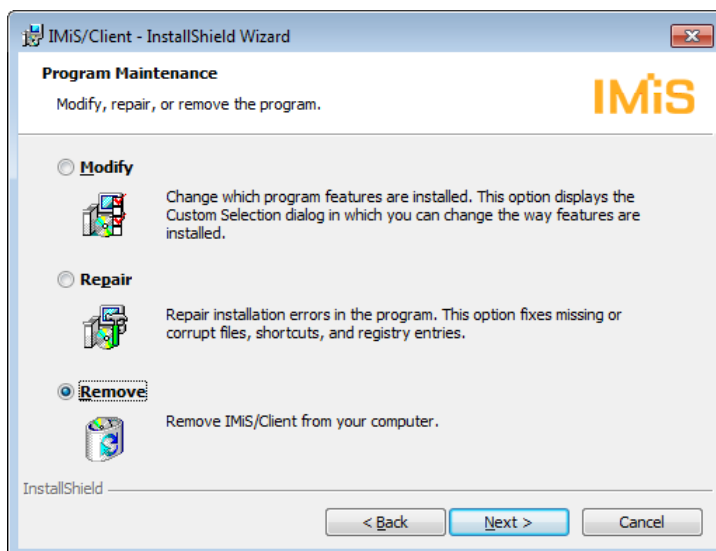 IMiS/Client - InstallShield Wizard
Program Maintenance
Modify, repair, or remove the program.
IMiS
Modify
Change which program features are installed. This option displays the
Custom Selection dialog in which you can change the way features are
installed.
Repair
Repair installation errors in the program. This option fixes missing or
corrupt files, shortcuts, and registry entries.
Remove
Remove IMiS/Client from your computer.
InstallShield
< Back
Next >
Cancel